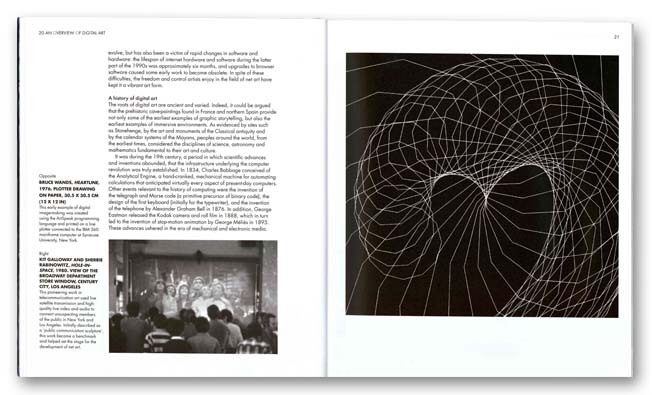 20 AN OVERVIEW OF DIGITAL ART
21
evolve, but has also been a victim of rapid changes in software and
hardware: the lifespan of internet hardware and software during the latter
part of the 1990s was approximately six months, and upgrades to browser
software caused some early work to become obsolete. In spite of these
difficulties, the freedom and control artists enjoy in the field of net art have
kept it a vibrant art form.
A history of digital art
The roots of digital art are ancient and varied. Indeed, it could be argued
that the prehistoric cave-paintings found in France and northern Spain provide
not only some of the earliest examples of graphic storytelling, but also the
earliest examples of immersive environments. As evidenced by sites such
as Stonehenge, by the art and monuments of the Classical antiquity and
by the calendar systems of the Mayans, peoples around the world, from
the earliest times, considered the disciplines of science, astronomy and
mathematics fundamental to their art and culture.
It was during the 19th century, a period in which scientific advances
and inventions abounded, that the infrastructure underlying the computer
revolution was truly established. In 1834, Charles Babbage conceived of
the Analytical Engine, a hand-cranked, mechanical machine for automating
calculations that anticipated virtually every aspect of present-day computers.
Other events relevant to the history of computing were the invention of
the telegraph and Morse code (a primitive precursor of binary code), the
design of the first keyboard (initially for the typewriter), and the invention
of the telephone by Alexander Graham Bell in 1876. In addition, George
Eastman released the Kodak camera and roll film in 1888, which in turn
led to the invention of stop-motion animation by George Méliès in 1895.
These advances ushered in the era of mechanical and electronic media.
Opposite
BRUCE WANDS, HEARTLINE,
1976. PLOTTER DRAWING
ON PAPER, 30.5 X 30.5 CM
(12 X 12 IN)
This early example of digital
image-making was created
using the Artspeak programming
language and printed on a line
plotter connected to the IBM 360
mainframe computer at Syracuse
University, New York.
Right
KIT GALLOWAY AND SHERRIE
RABINOWITZ, HOLE-IN-
SPACE, 1980. VIEW OF THE
BROADWAY DEPARTMENT
STORE WINDOW, CENTURY
CITY, LOS ANGELES
This pioneering work in
telecommunication art used live
satellite transmission and high
quality live video and audio to
connect unsuspecting members
of the public in New York and
Los Angeles. Initially described as
a 'public communication sculpture',
this work became a benchmark
and helped set the stage for the
development of net art.